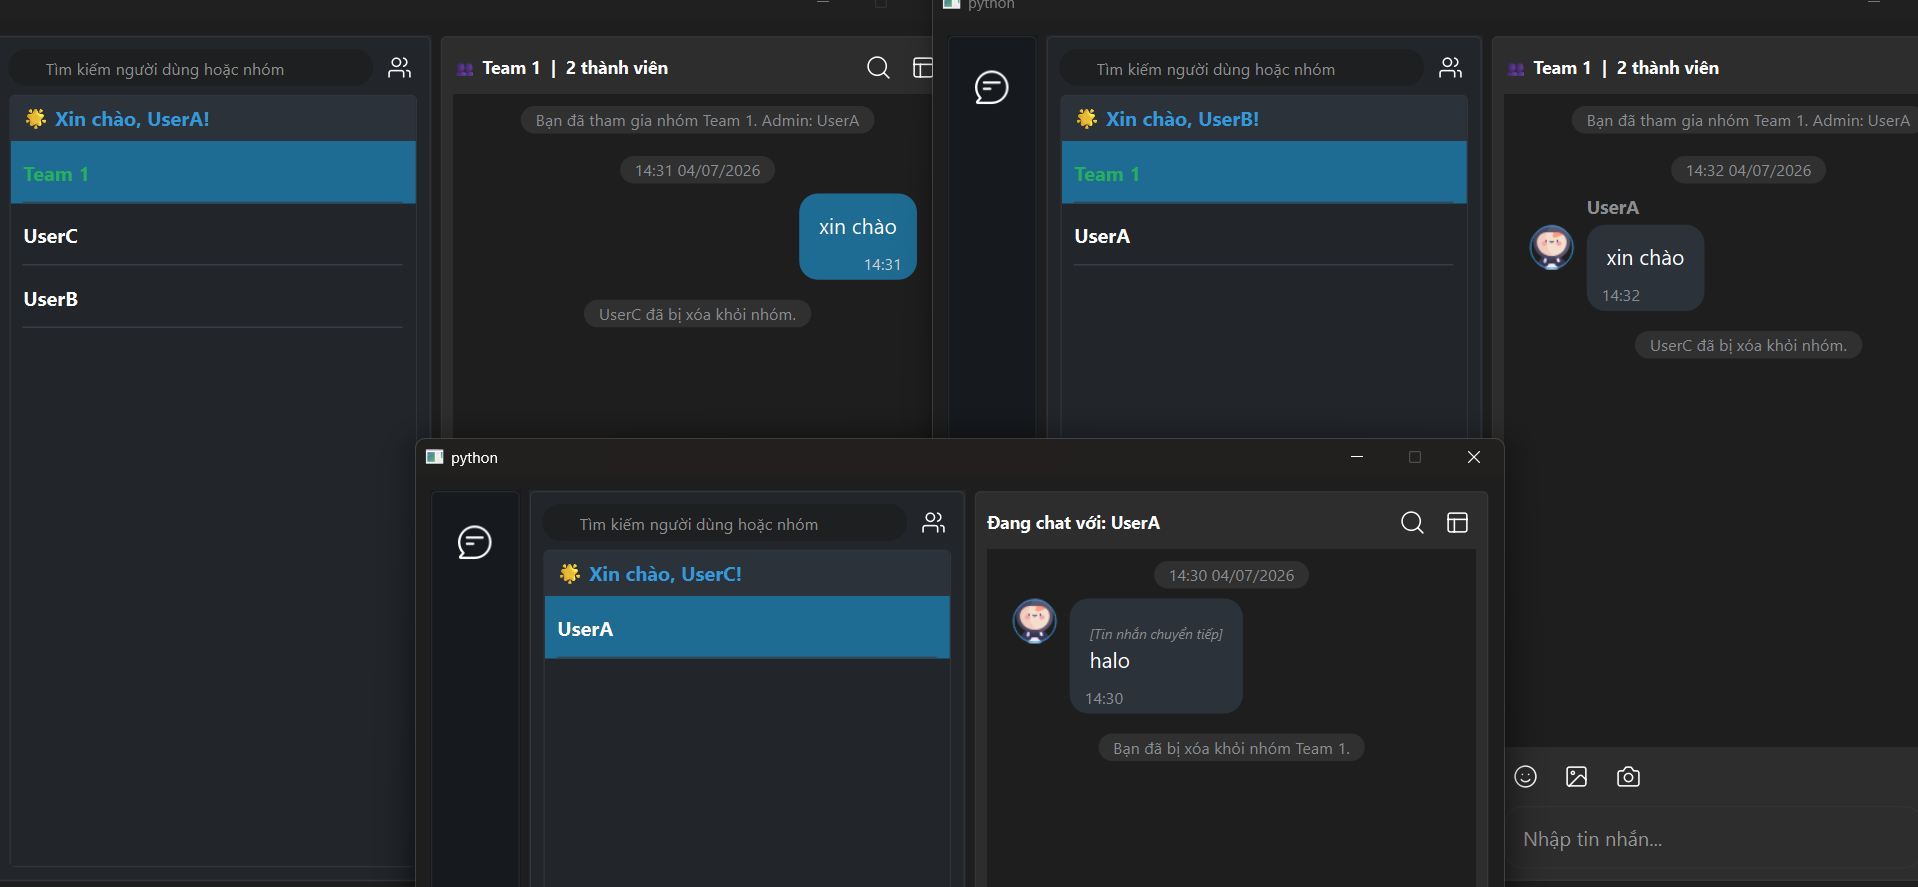 Tìm kiếm người dùng hoặc nhóm
Xin chào, UserA!
Team 1
UserC
UserB
Team 1 | 2 thành viên
Bạn đã tham gia nhóm Team 1. Admin: UserA
14:31 04/07/2026
xin chào
14:31
UserC đã bị xóa khỏi nhóm.
python
Tìm kiếm người dùng hoặc nhóm
Xin chào, UserB!
Team 1
UserA
Team 1 | 2 thành viên
Bạn đã tham gia nhóm Team 1. Admin: UserA
14:32 04/07/2026
UserA
xin chào
14:32
UserC đã bị xóa khỏi nhóm.
Nhập tin nhắn...
python
Tìm kiếm người dùng hoặc nhóm
Xin chào, UserC!
UserA
Đang chat với: UserA
14:30 04/07/2026
[Tin nhắn chuyển tiếp]
halo
14:30
Bạn đã bị xóa khỏi nhóm Team 1.